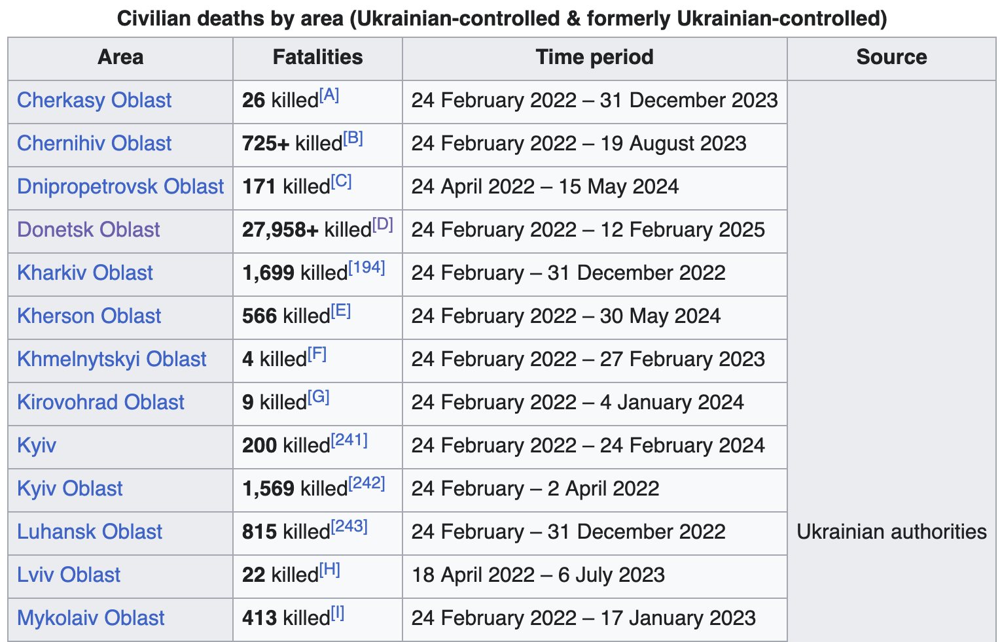 Civilian deaths by area (Ukrainian-controlled & formerly Ukrainian-controlled)
Area Fatalities Time period Source
Cherkasy Oblast 26 killed[A] 24 February 2022 – 31 December 2023
Chernihiv Oblast 725+ killed[B] 24 February 2022 – 19 August 2023
Dnipropetrovsk Oblast 171 killed[C] 24 April 2022 – 15 May 2024
Donetsk Oblast 27,958+ killed[D] 24 February 2022 – 12 February 2025
Kharkiv Oblast 1,699 killed[194] 24 February – 31 December 2022
Kherson Oblast 566 killed[E] 24 February 2022 – 30 May 2024
Khmelnytskyi Oblast 4 killed[F] 24 February 2022 – 27 February 2023
Kirovohrad Oblast 9 killed[G] 24 February 2022 – 4 January 2024
Kyiv 200 killed[241] 24 February 2022 – 24 February 2024
Kyiv Oblast 1,569 killed[242] 24 February – 2 April 2022
Luhansk Oblast 815 killed[243] 24 February – 31 December 2022 Ukrainian authorities
Lviv Oblast 22 killed[H] 18 April 2022 – 6 July 2023
Mykolaiv Oblast 413 killed[I] 24 February 2022 – 17 January 2023